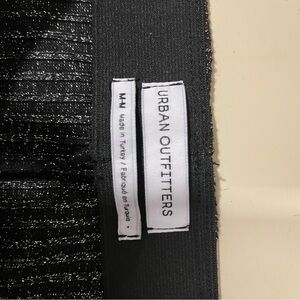 URBAN OUTFITTERS
M-M Made in Turkey / Fabriqué en Turquie •